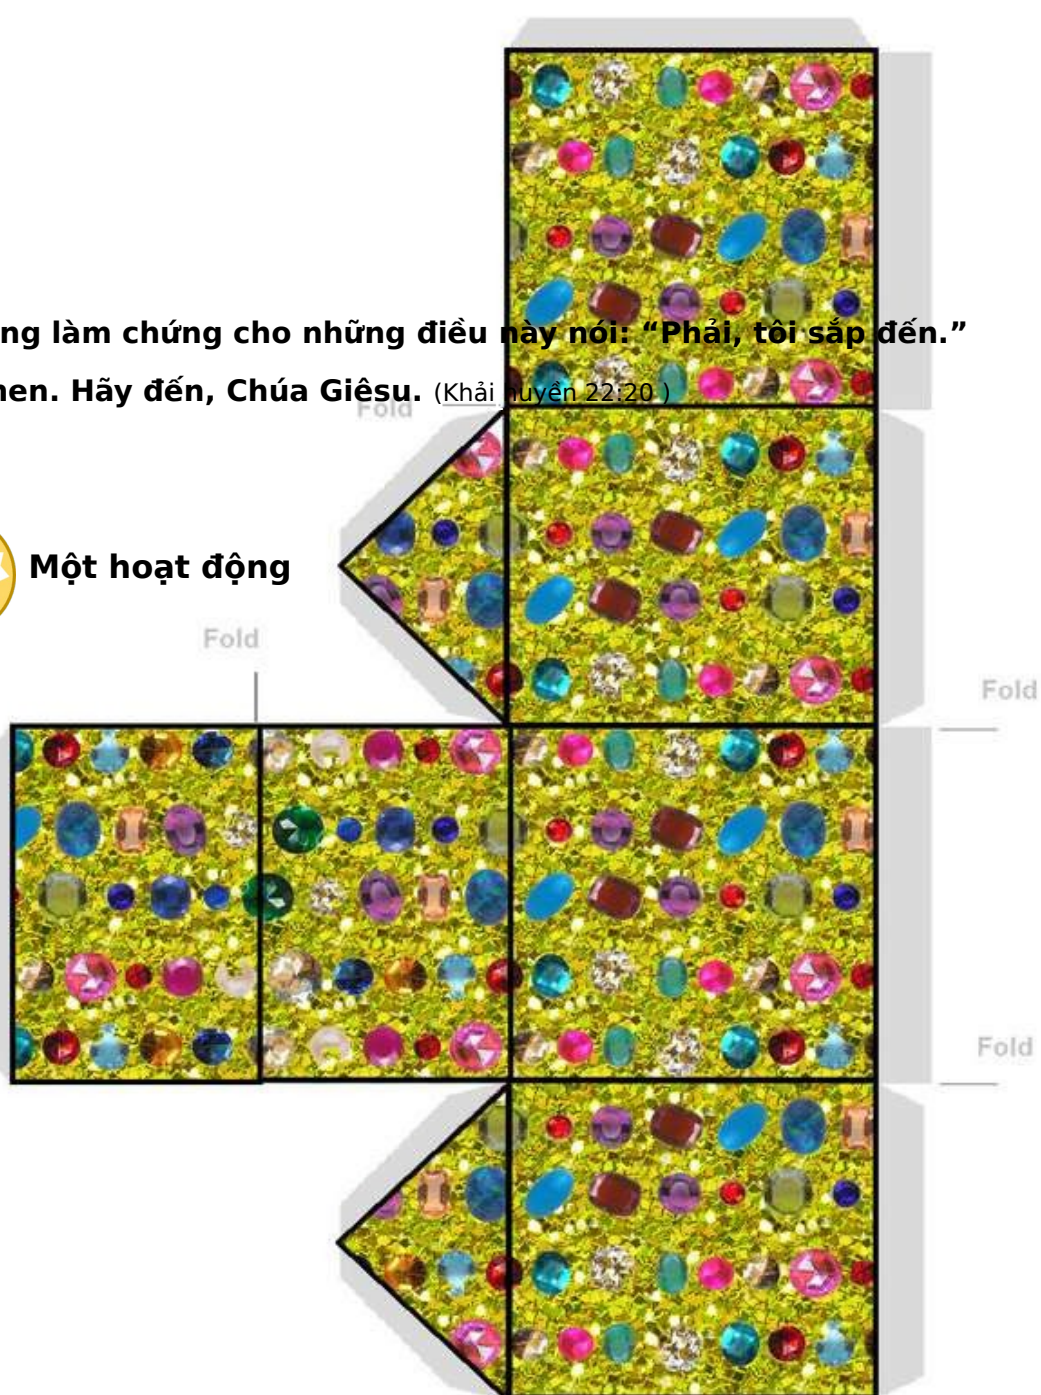 ng làm chứng cho những điều này nói: “Phải, tôi sắp đến.”
nen. Hãy đến, Chúa Giêsu. (Khải huyền 22:20 )
Fold
Một hoạt động
Fold
Fold
Fold